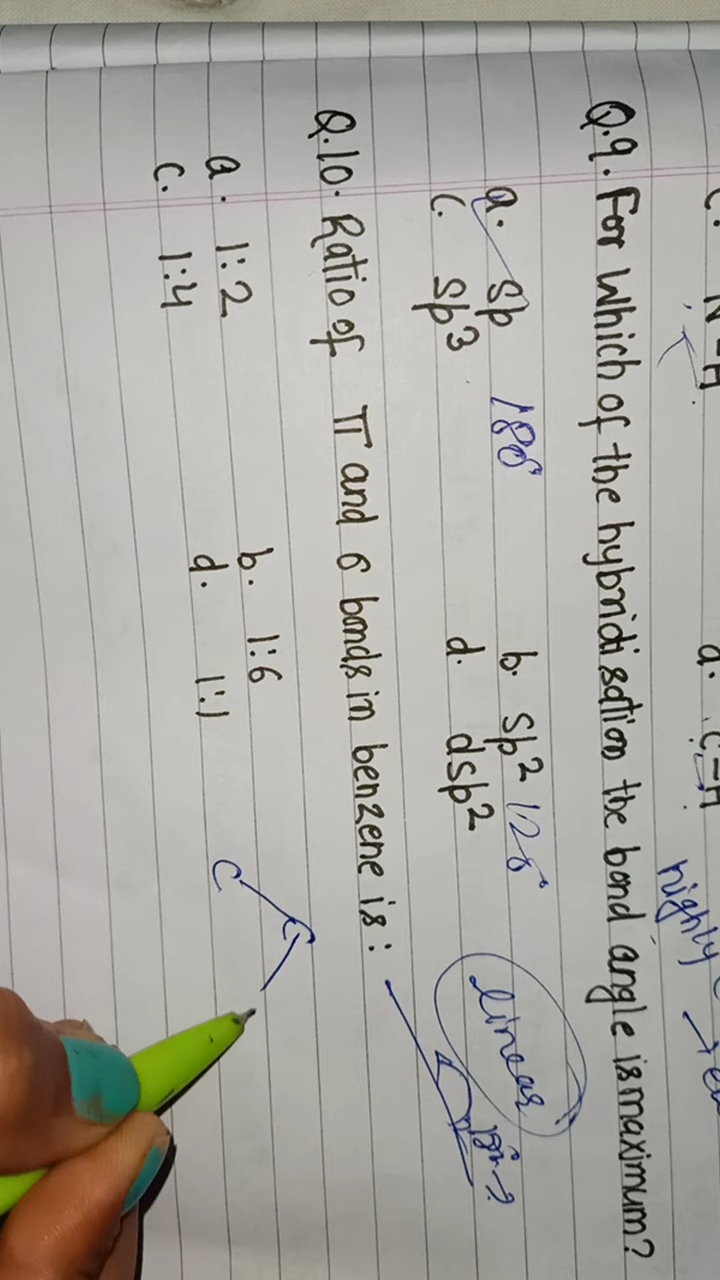 C. N-H
a. C-H
highly
Q.9. For which of the hybridisation the bond angle is maximum?
a. sp 180° b. sp² 120°
c. sp³ d. dsp²
linear
Q.10. Ratio of π and σ bonds in benzene is:
a. 1:2 b. 1:6
c. 1:4 d. 1:1
C C